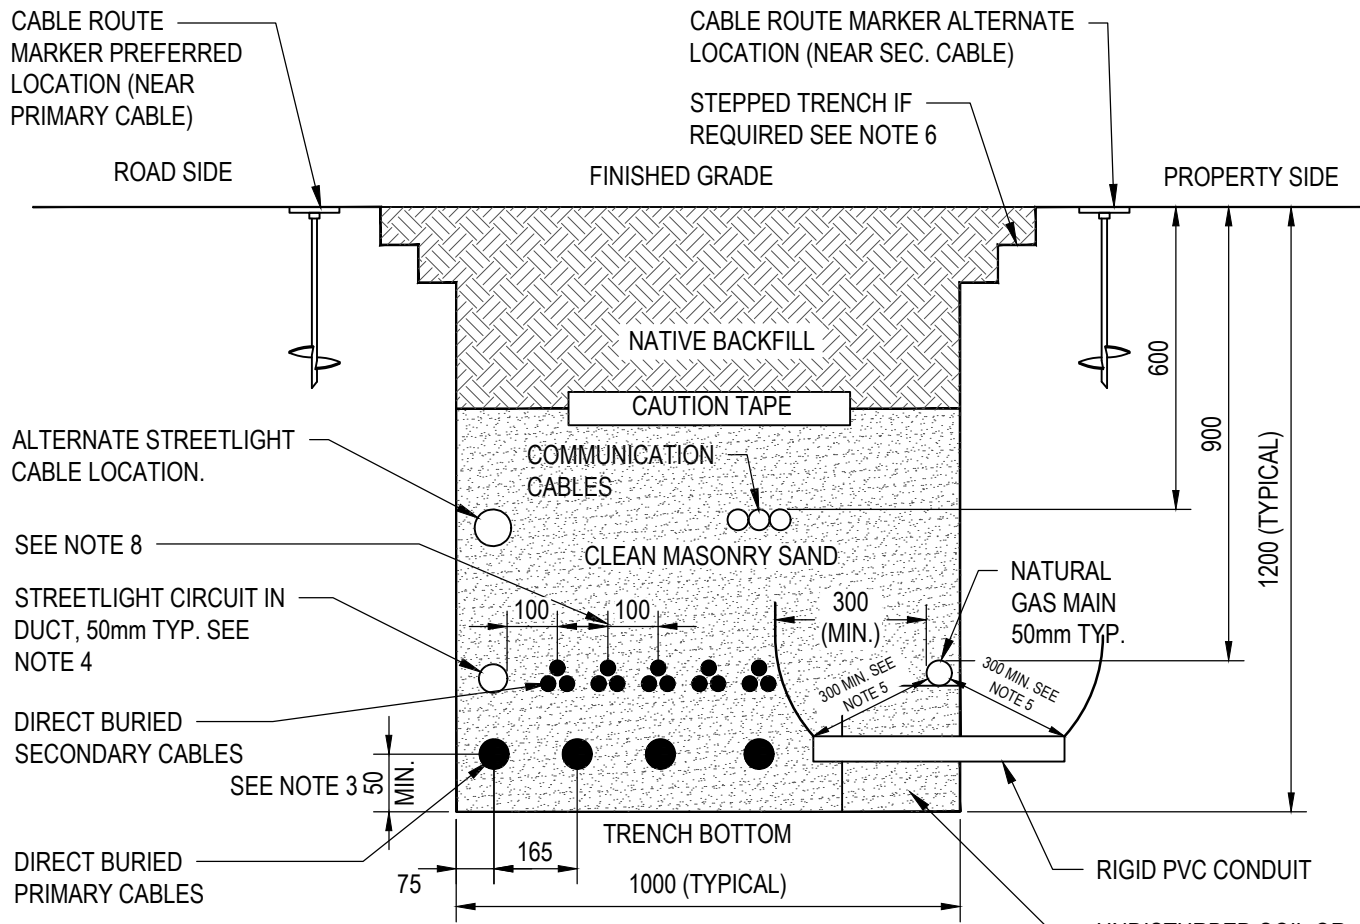 CABLE ROUTE
MARKER PREFERRED
LOCATION (NEAR
PRIMARY CABLE)
CABLE ROUTE MARKER ALTERNATE
LOCATION (NEAR SEC. CABLE)
STEPPED TRENCH IF
REQUIRED SEE NOTE 6
ROAD SIDE
FINISHED GRADE
PROPERTY SIDE
NATIVE BACKFILL
600
CAUTION TAPE
900
1200 (TYPICAL)
ALTERNATE STREETLIGHT
CABLE LOCATION.
COMMUNICATION
CABLES
SEE NOTE 8
CLEAN MASONRY SAND
STREETLIGHT CIRCUIT IN
DUCT, 50mm TYP. SEE
NOTE 4
100
100
300
(MIN.)
NATURAL
GAS MAIN
50mm TYP.
300 MIN. SEE
NOTE 5
300 MIN. SEE
NOTE 5
DIRECT BURIED
SECONDARY CABLES
SEE NOTE 3
50
MIN.
TRENCH BOTTOM
DIRECT BURIED
PRIMARY CABLES
75
165
1000 (TYPICAL)
RIGID PVC CONDUIT